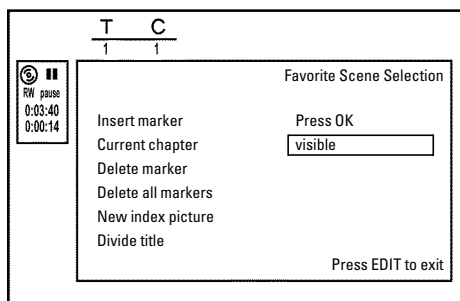 T C
1 1
RW pause
0:03:40
0:00:14
Favorite Scene Selection
Insert marker Press OK
Current chapter visible
Delete marker
Delete all markers
New index picture
Divide title
Press EDIT to exit